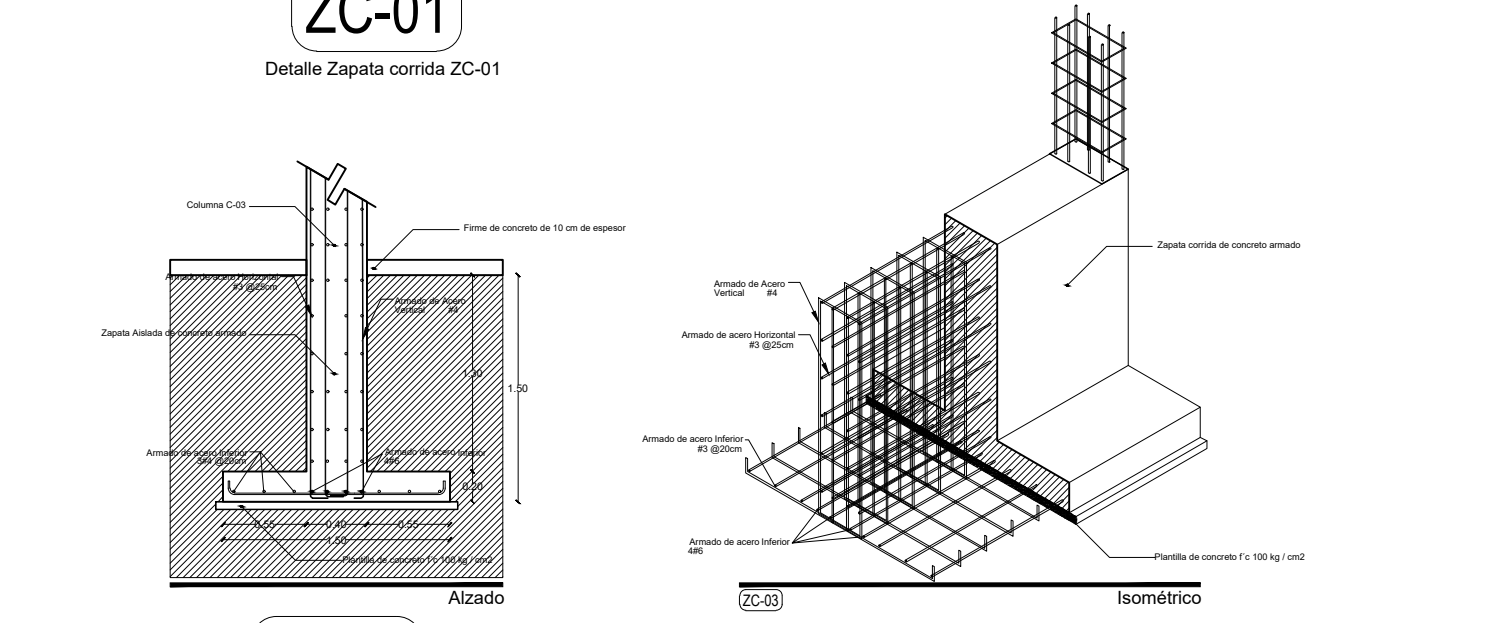 ZC-01
Detalle Zapata corrida ZC-01
Columna C-03
Firme de concreto de 10 cm de espesor
Armado de acero Horizontal
#3 @25cm
Armado de Acero
Vertical #4
Zapata Aislada de concreto armado
1.30
1.50
Armado de acero Inferior
3#4 @20cm
Armado de acero Inferior
4#6
0.20
0.55
0.40
0.55
1.50
Plantilla de concreto f'c 100 kg / cm2
Alzado
Zapata corrida de concreto armado
Armado de Acero
Vertical #4
Armado de acero Horizontal
#3 @25cm
Armado de acero Inferior
#3 @20cm
Armado de acero Inferior
4#6
Plantilla de concreto f´c 100 kg / cm2
ZC-03
Isométrico